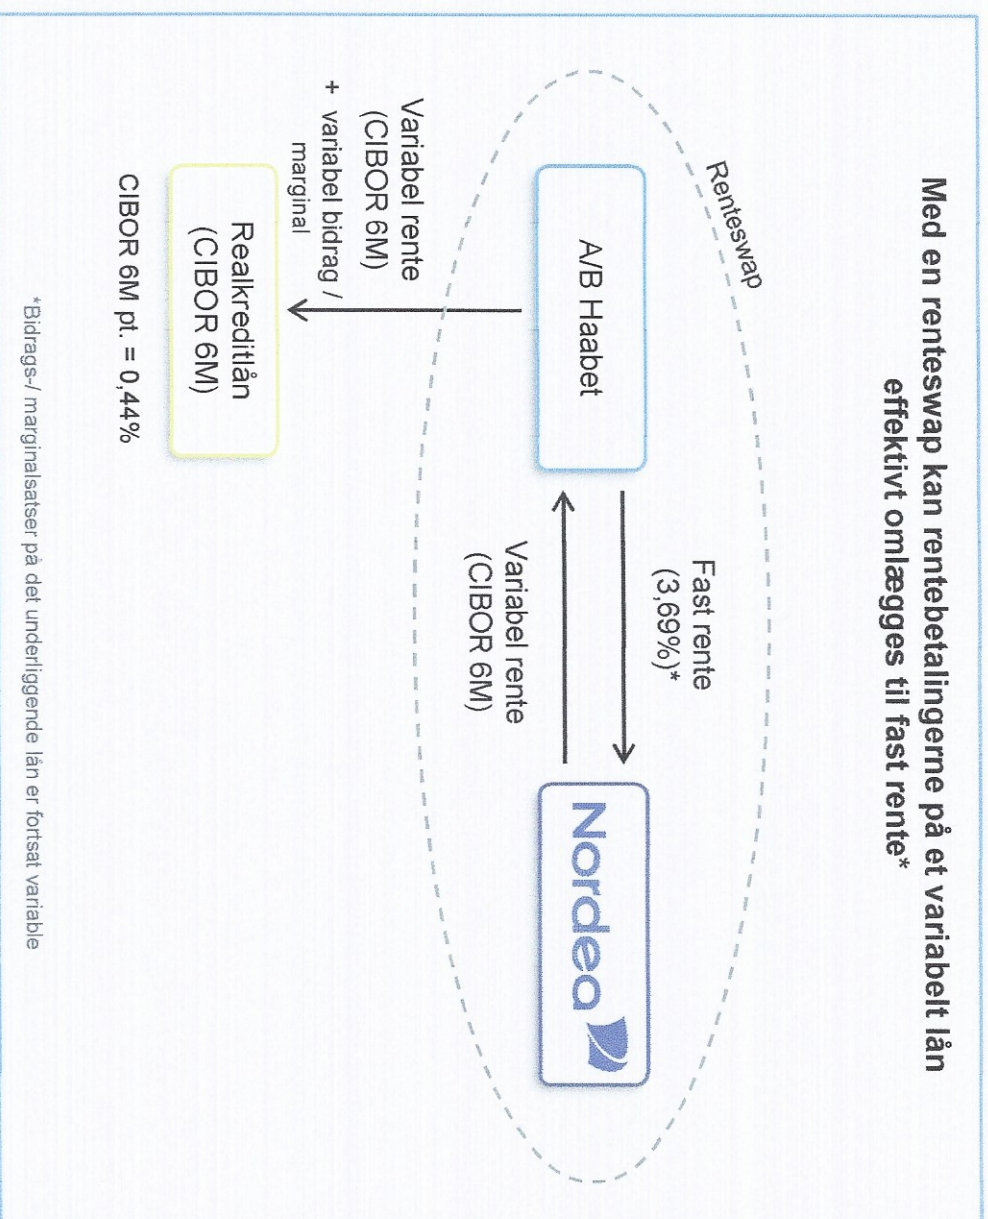 Med en renteswap kan rentebetalingerne på et variabelt lån
effektivt omlægges til fast rente*
Renteswap
A/B Haabet
Fast rente
(3,69%)*
Variabel rente
(CIBOR 6M)
Nordea
Variabel rente
(CIBOR 6M)
+ variabel bidrag /
marginal
Realkreditlån
(CIBOR 6M)
CIBOR 6M pt. = 0,44%
*Bidrags-/ marginalsatser på det underliggende lån er fortsat variable